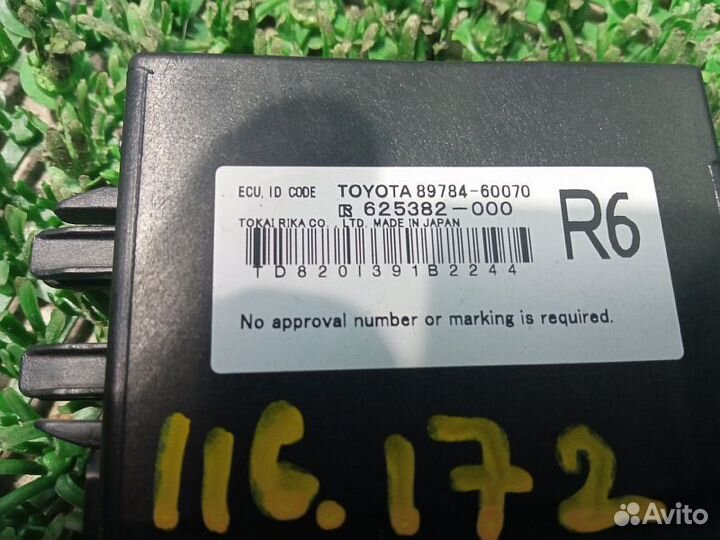 ECU, ID CODE TOYOTA 89784-60070
R 625382-000
TOKAI RIKA CO., LTD. MADE IN JAPAN
R6
TD820I391B2244
No approval number or marking is required.
116.172
Avito